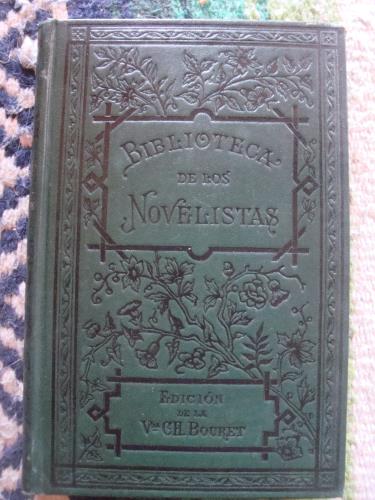 BIBLIOTECA
DE LOS
NOVELISTAS
EDICIÓN
DE LA
Vda CH. BOURET